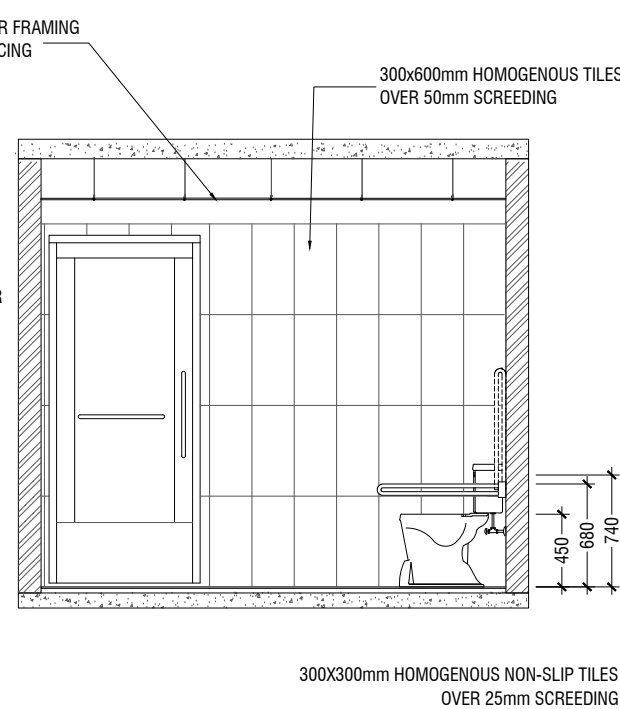 R FRAMING
CING
300x600mm HOMOGENOUS TILES
OVER 50mm SCREEDING
R
450
680
740
300X300mm HOMOGENOUS NON-SLIP TILES
OVER 25mm SCREEDING